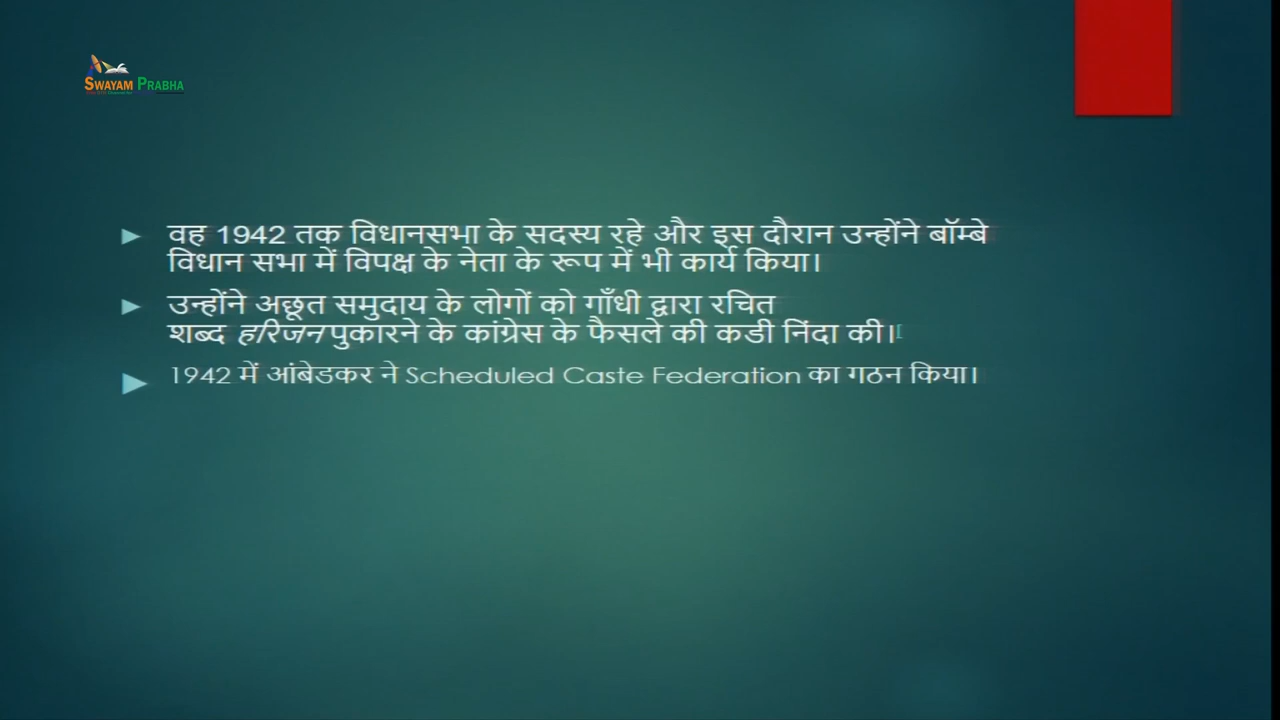 SWAYAM PRABHA
वह 1942 तक विधानसभा के सदस्य रहे और इस दौरान उन्होंने बॉम्बे
विधान सभा में विपक्ष के नेता के रूप में भी कार्य किया।
उन्होंने अछूत समुदाय के लोगों को गाँधी द्वारा रचित
शब्द हरिजन पुकारने के कांग्रेस के फैसले की कडी निंदा की।
1942 में आंबेडकर ने Scheduled Caste Federation का गठन किया।